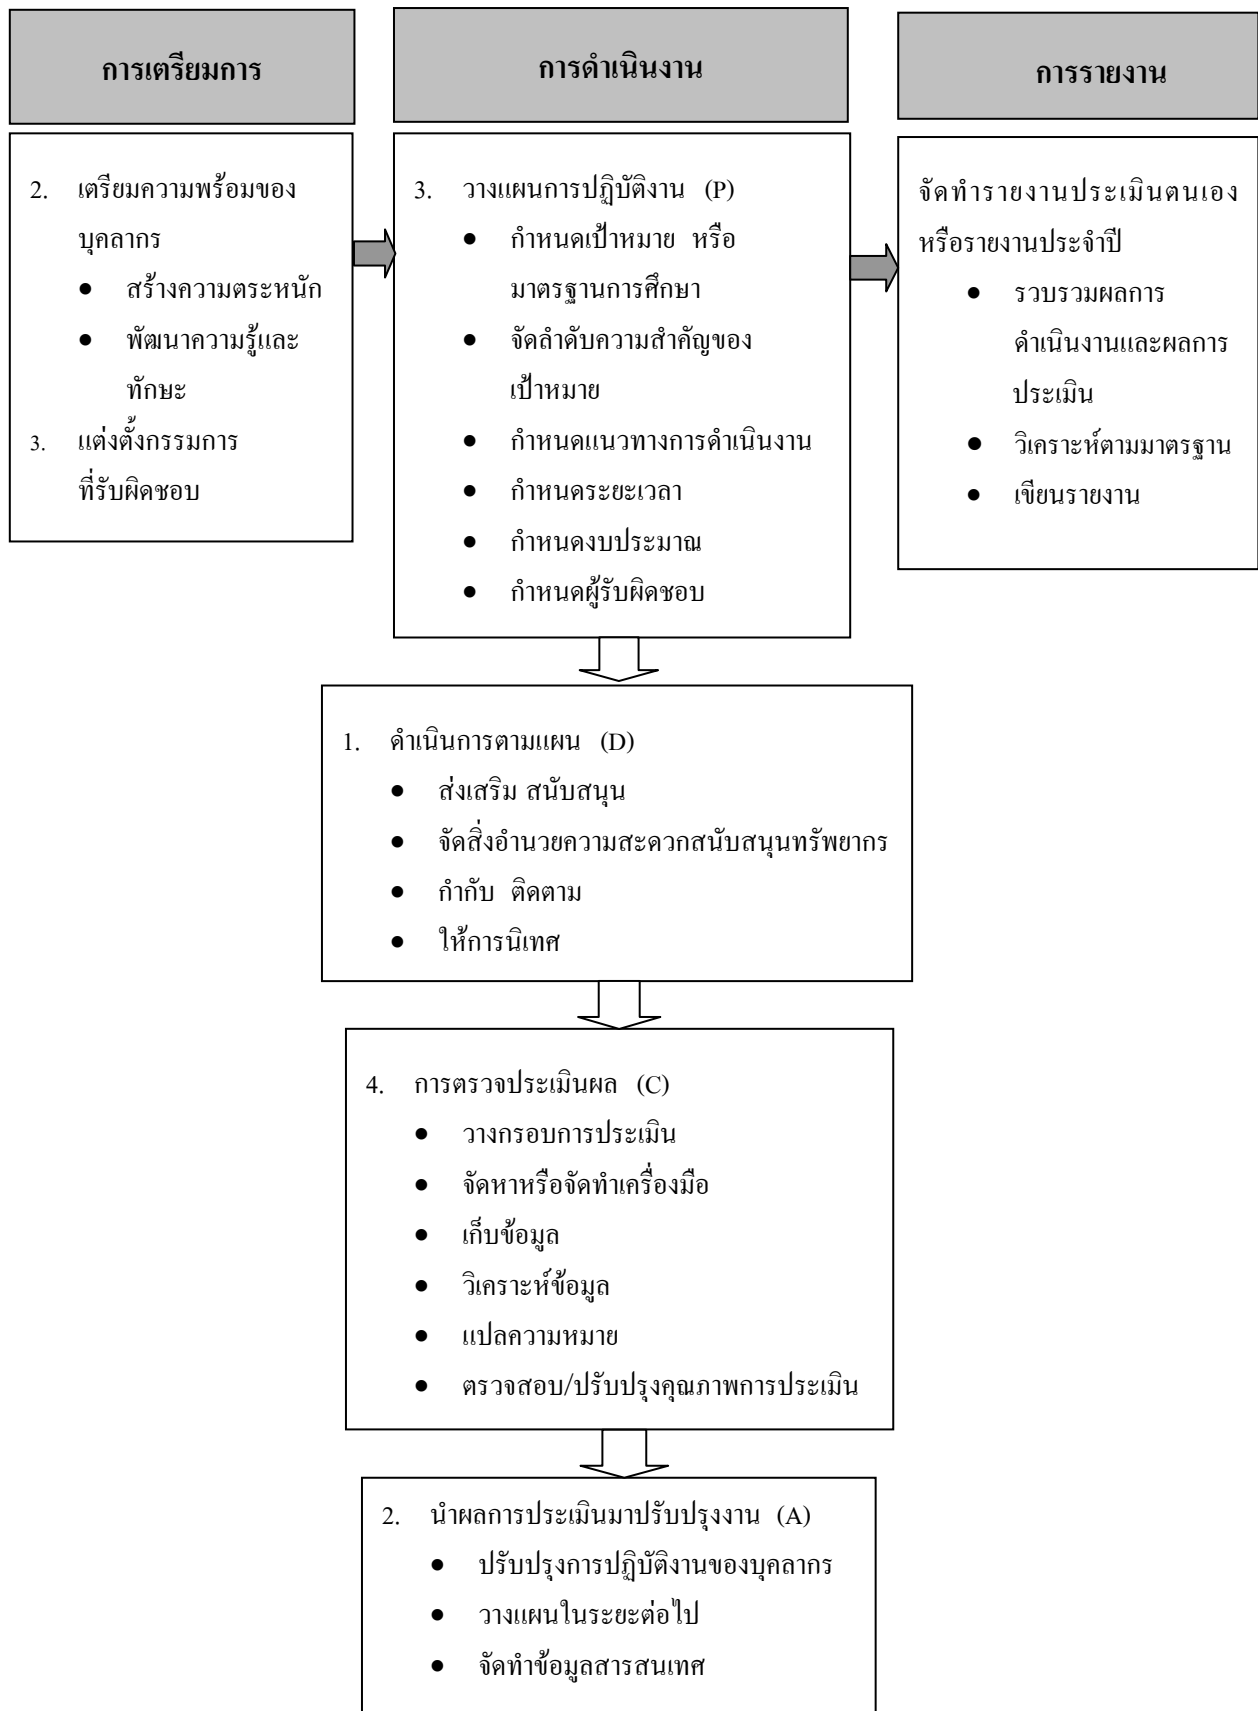 การเตรียมการ
2. เตรียมความพร้อมของ
บุคลากร
● สร้างความตระหนัก
● พัฒนาความรู้และ
ทักษะ
3. แต่งตั้งกรรมการ
ที่รับผิดชอบ
การดำเนินงาน
3. วางแผนการปฏิบัติงาน (P)
● กำหนดเป้าหมาย หรือ
มาตรฐานการศึกษา
● จัดลำดับความสำคัญของ
เป้าหมาย
● กำหนดแนวทางการดำเนินงาน
● กำหนดระยะเวลา
● กำหนดงบประมาณ
● กำหนดผู้รับผิดชอบ
การรายงาน
จัดทำรายงานประเมินตนเอง
หรือรายงานประจำปี
● รวบรวมผลการ
ดำเนินงานและผลการ
ประเมิน
● วิเคราะห์ตามมาตรฐาน
● เขียนรายงาน
1. ดำเนินการตามแผน (D)
● ส่งเสริม สนับสนุน
● จัดสิ่งอำนวยความสะดวกสนับสนุนทรัพยากร
● กำกับ ติดตาม
● ให้การนิเทศ
4. การตรวจประเมินผล (C)
● วางกรอบการประเมิน
● จัดหาหรือจัดทำเครื่องมือ
● เก็บข้อมูล
● วิเคราะห์ข้อมูล
● แปลความหมาย
● ตรวจสอบ/ปรับปรุงคุณภาพการประเมิน
2. นำผลการประเมินมาปรับปรุงงาน (A)
● ปรับปรุงการปฏิบัติงานของบุคลากร
● วางแผนในระยะต่อไป
● จัดทำข้อมูลสารสนเทศ